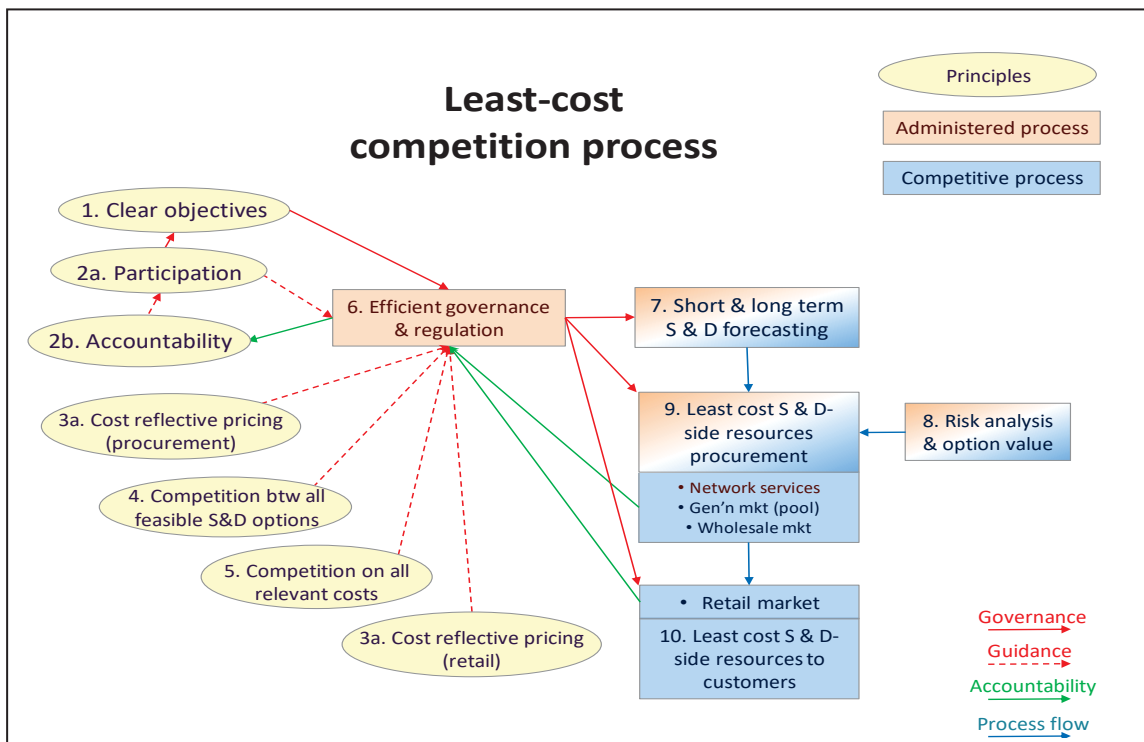 Least-cost
competition process
Principles
Administered process
Competitive process
1. Clear objectives
2a. Participation
2b. Accountability
6. Efficient governance
& regulation
7. Short & long term
S & D forecasting
3a. Cost reflective pricing
(procurement)
9. Least cost S & D-
side resources
procurement
8. Risk analysis
& option value
4. Competition btw all
feasible S&D options
• Network services
• Gen'n mkt (pool)
• Wholesale mkt
5. Competition on all
relevant costs
• Retail market
3a. Cost reflective pricing
(retail)
10. Least cost S & D-
side resources to
customers
Governance
Guidance
Accountability
Process flow